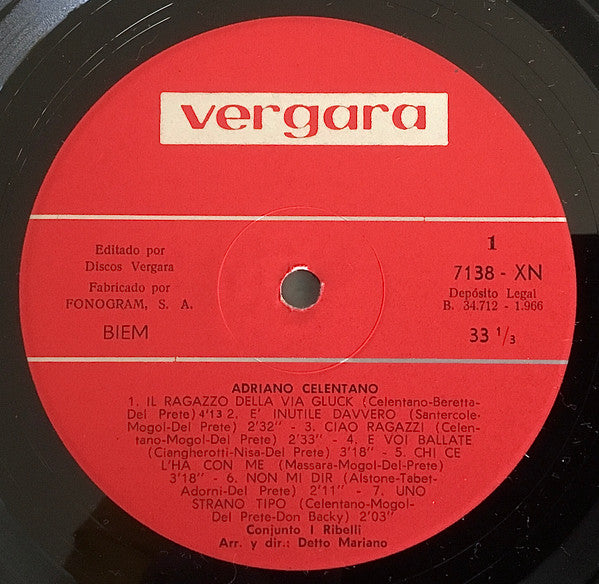 vergara
Editado por
Discos Vergara
Fabricado por
FONOGRAM, S. A.
BIEM
1
7138 - XN
Depósito Legal
B. 34.712 - 1.966
33 1/3
ADRIANO CELENTANO
1. IL RAGAZZO DELLA VIA GLUCK (Celentano-Beretta-
Del Prete) 4'13 2. E' INUTILE DAVVERO (Santercole-
Mogol-Del Prete) 2'32'' - 3. CIAO RAGAZZI (Celen-
tano-Mogol-Del Prete) 2'33'' - 4. E VOI BALLATE
(Ciangherotti-Nisa-Del Prete) 3'18'' - 5. CHI CE
L'HA CON ME (Massara-Mogol-Del-Prete)
3'18'' - 6. NON MI DIR (Alstone-Tabet-
Adorni-Del Prete) 2'11'' - 7. UNO
STRANO TIPO (Celentano-Mogol-
Del Prete-Don Backy) 2'03''
Conjunto I Ribelli
Arr. y dir.: Detto Mariano